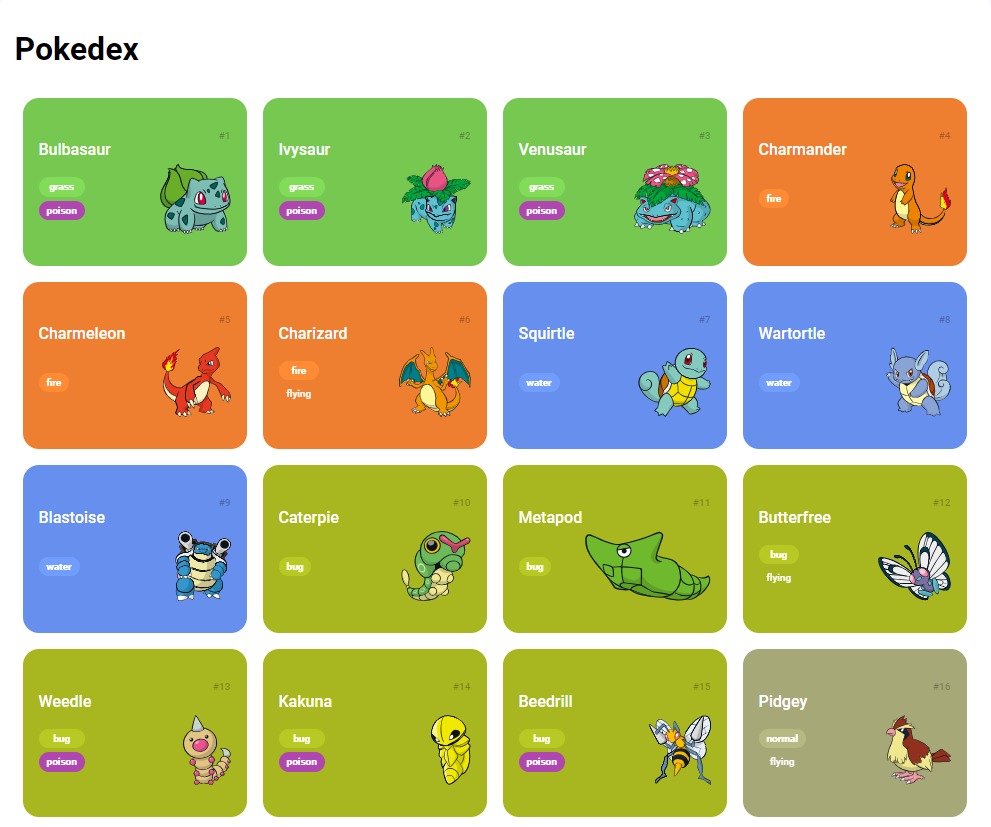 Pokedex
#1
Bulbasaur
grass
poison
#2
Ivysaur
grass
poison
#3
Venusaur
grass
poison
#4
Charmander
fire
#5
Charmeleon
fire
#6
Charizard
fire
flying
#7
Squirtle
water
#8
Wartortle
water
#9
Blastoise
water
#10
Caterpie
bug
#11
Metapod
bug
#12
Butterfree
bug
flying
#13
Weedle
bug
poison
#14
Kakuna
bug
poison
#15
Beedrill
bug
poison
#16
Pidgey
normal
flying